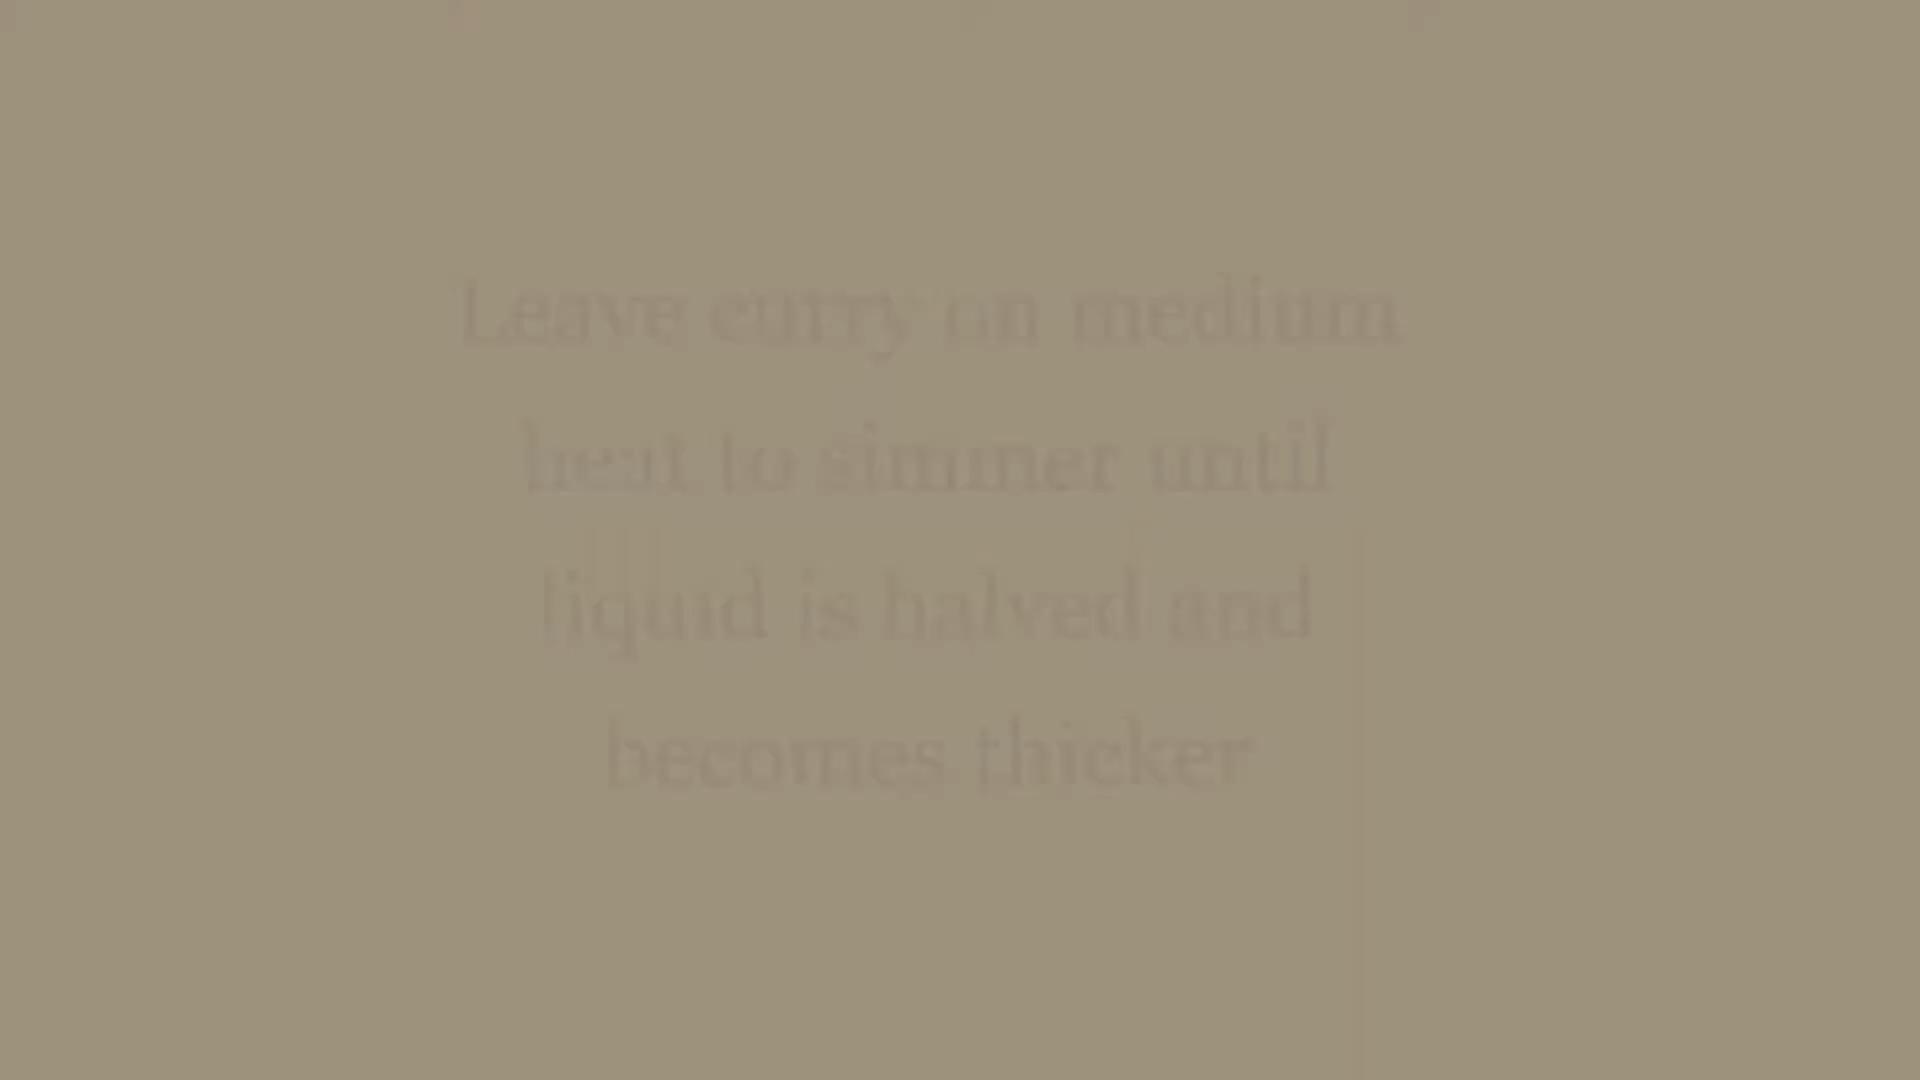 Leave curry on medium
heat to simmer until
liquid is halved and
becomes thicker